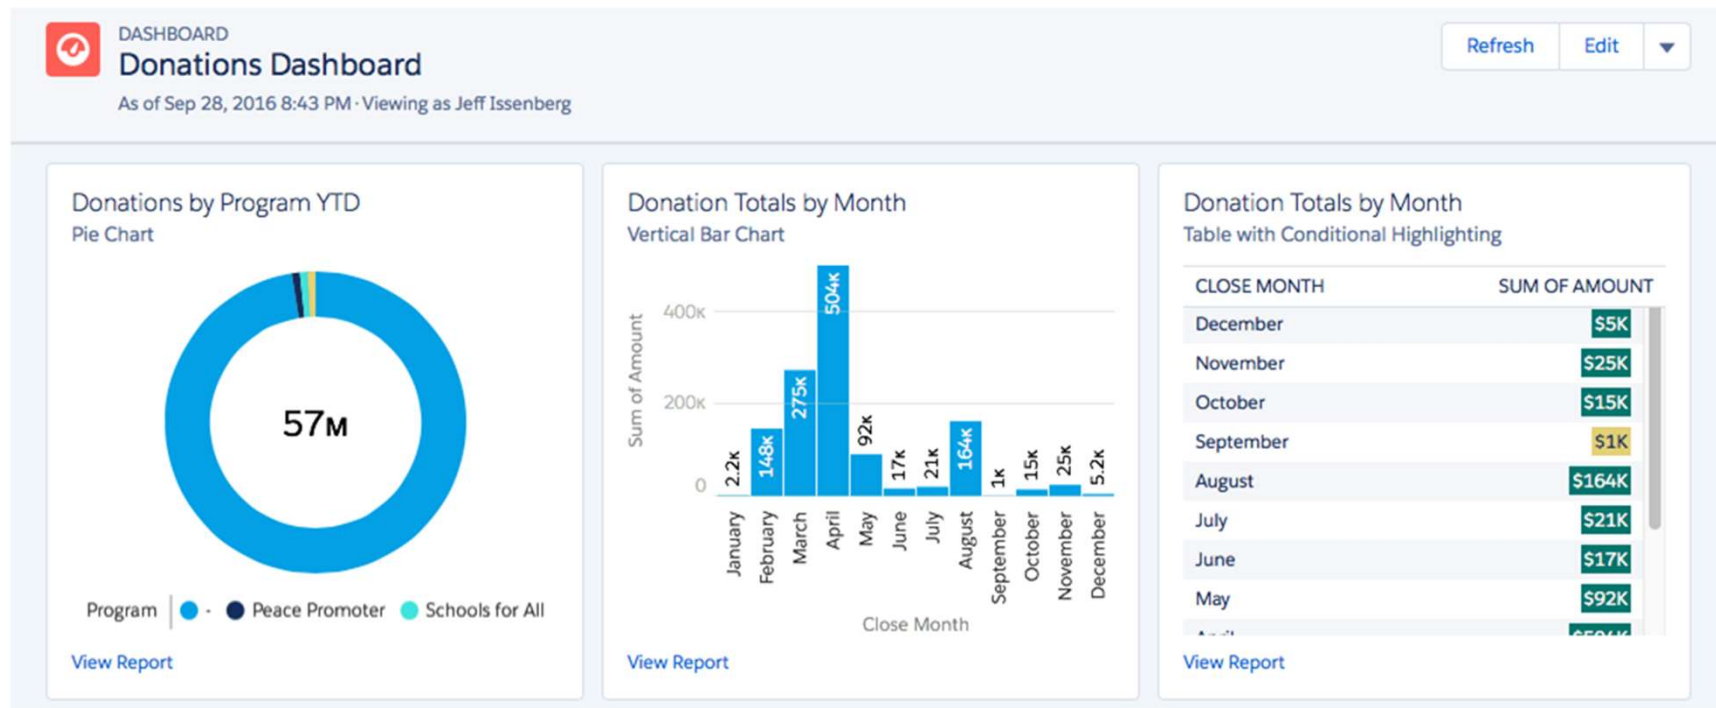 DASHBOARD
Donations Dashboard
As of Sep 28, 2016 8:43 PM · Viewing as Jeff Issenberg
Refresh
Edit
Donations by Program YTD
Pie Chart
57M
Program
-
Peace Promoter
Schools for All
View Report
Donation Totals by Month
Vertical Bar Chart
Sum of Amount
400K
200K
0
2.2K
148K
275K
504K
92K
17K
21K
164K
1K
15K
25K
5.2K
January
February
March
April
May
June
July
August
September
October
November
December
Close Month
View Report
Donation Totals by Month
Table with Conditional Highlighting
CLOSE MONTH SUM OF AMOUNT
December $5K
November $25K
October $15K
September $1K
August $164K
July $21K
June $17K
May $92K
View Report